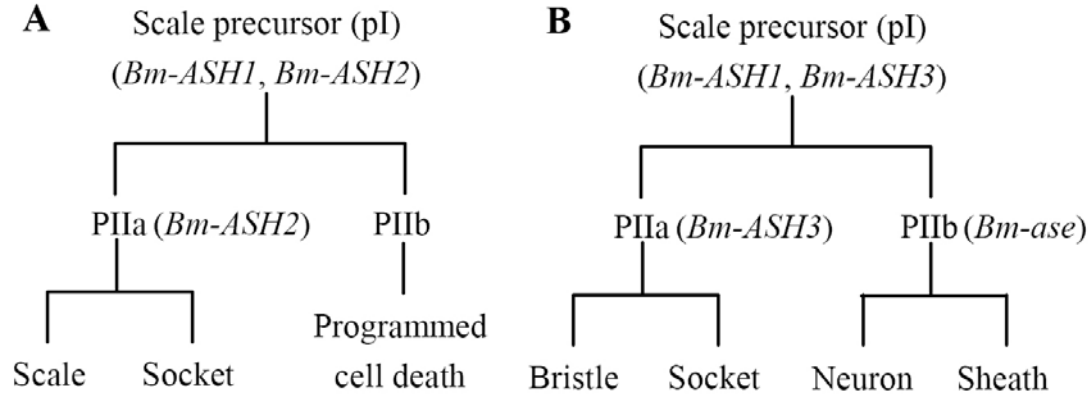 A
Scale precursor (pI)
(Bm-ASH1, Bm-ASH2)
PIIa (Bm-ASH2)
PIIb
Programmed
cell death
Scale
Socket
B
Scale precursor (pI)
(Bm-ASH1, Bm-ASH3)
PIIa (Bm-ASH3)
PIIb (Bm-ase)
Bristle
Socket
Neuron
Sheath